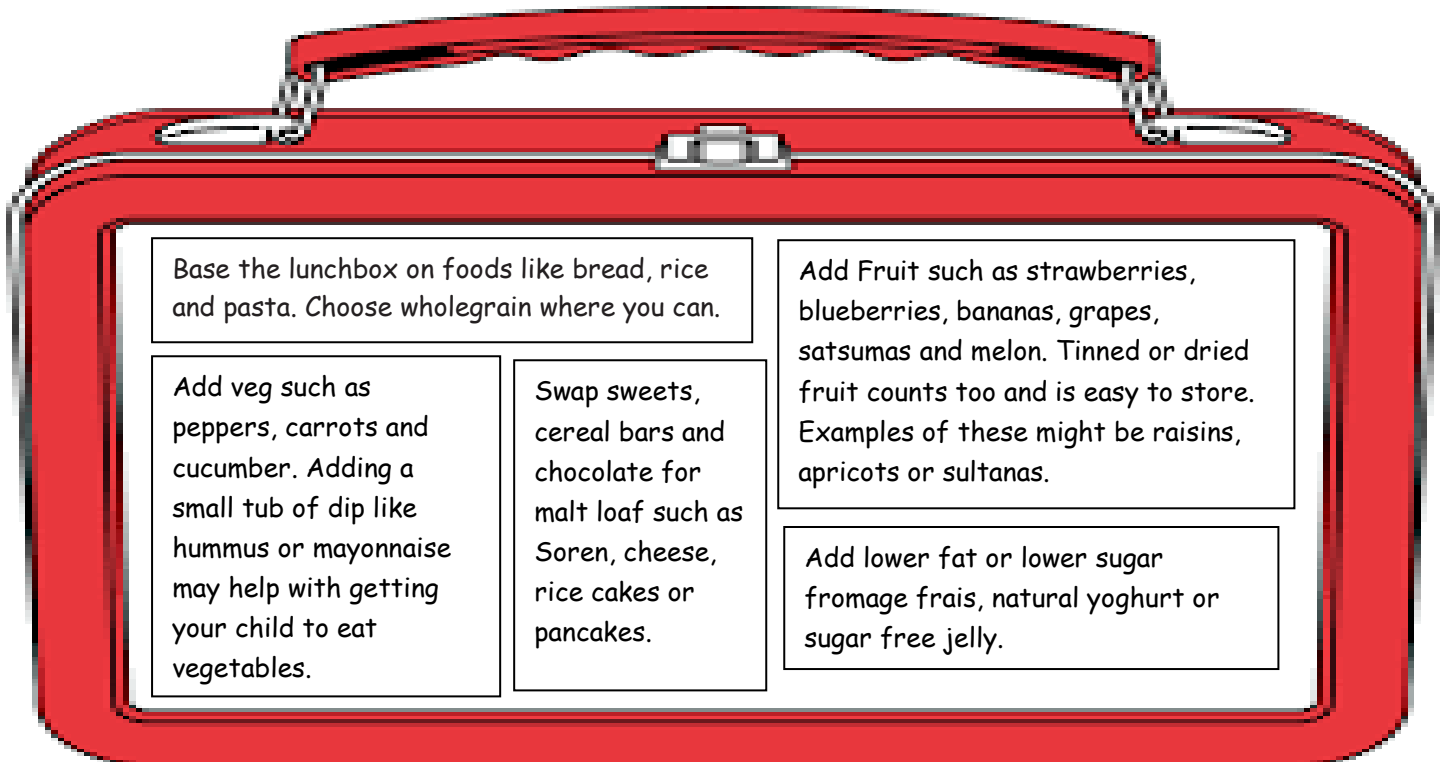 Base the lunchbox on foods like bread, rice
and pasta. Choose wholegrain where you can.
Add veg such as
peppers, carrots and
cucumber. Adding a
small tub of dip like
hummus or mayonnaise
may help with getting
your child to eat
vegetables.
Swap sweets,
cereal bars and
chocolate for
malt loaf such as
Soren, cheese,
rice cakes or
pancakes.
Add Fruit such as strawberries,
blueberries, bananas, grapes,
satsumas and melon. Tinned or dried
fruit counts too and is easy to store.
Examples of these might be raisins,
apricots or sultanas.
Add lower fat or lower sugar
fromage frais, natural yoghurt or
sugar free jelly.